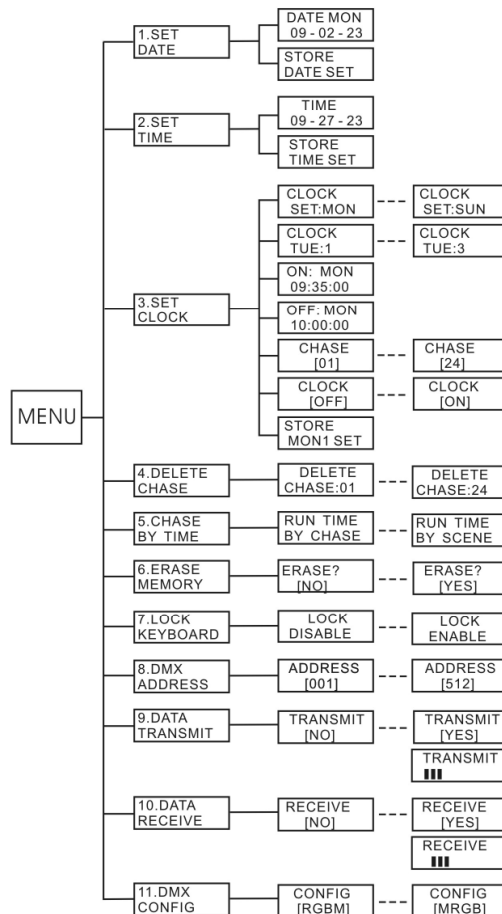 DATE MON
09 - 02 - 23
1.SET
DATE
STORE
DATE SET
TIME
09 - 27 - 23
2.SET
TIME
STORE
TIME SET
CLOCK
SET:MON
CLOCK
SET:SUN
CLOCK
TUE:1
CLOCK
TUE:3
ON: MON
09:35:00
3.SET
CLOCK
OFF: MON
10:00:00
CHASE
[01]
CHASE
[24]
CLOCK
[OFF]
CLOCK
[ON]
STORE
MON1 SET
MENU
4.DELETE
CHASE
DELETE
CHASE:01
DELETE
CHASE:24
5.CHASE
BY TIME
RUN TIME
BY CHASE
RUN TIME
BY SCENE
6.ERASE
MEMORY
ERASE?
[NO]
ERASE?
[YES]
7.LOCK
KEYBOARD
LOCK
DISABLE
LOCK
ENABLE
8.DMX
ADDRESS
ADDRESS
[001]
ADDRESS
[512]
9.DATA
TRANSMIT
TRANSMIT
[NO]
TRANSMIT
[YES]
TRANSMIT
10.DATA
RECEIVE
RECEIVE
[NO]
RECEIVE
[YES]
RECEIVE
11.DMX
CONFIG
CONFIG
[RGBM]
CONFIG
[MRGB]